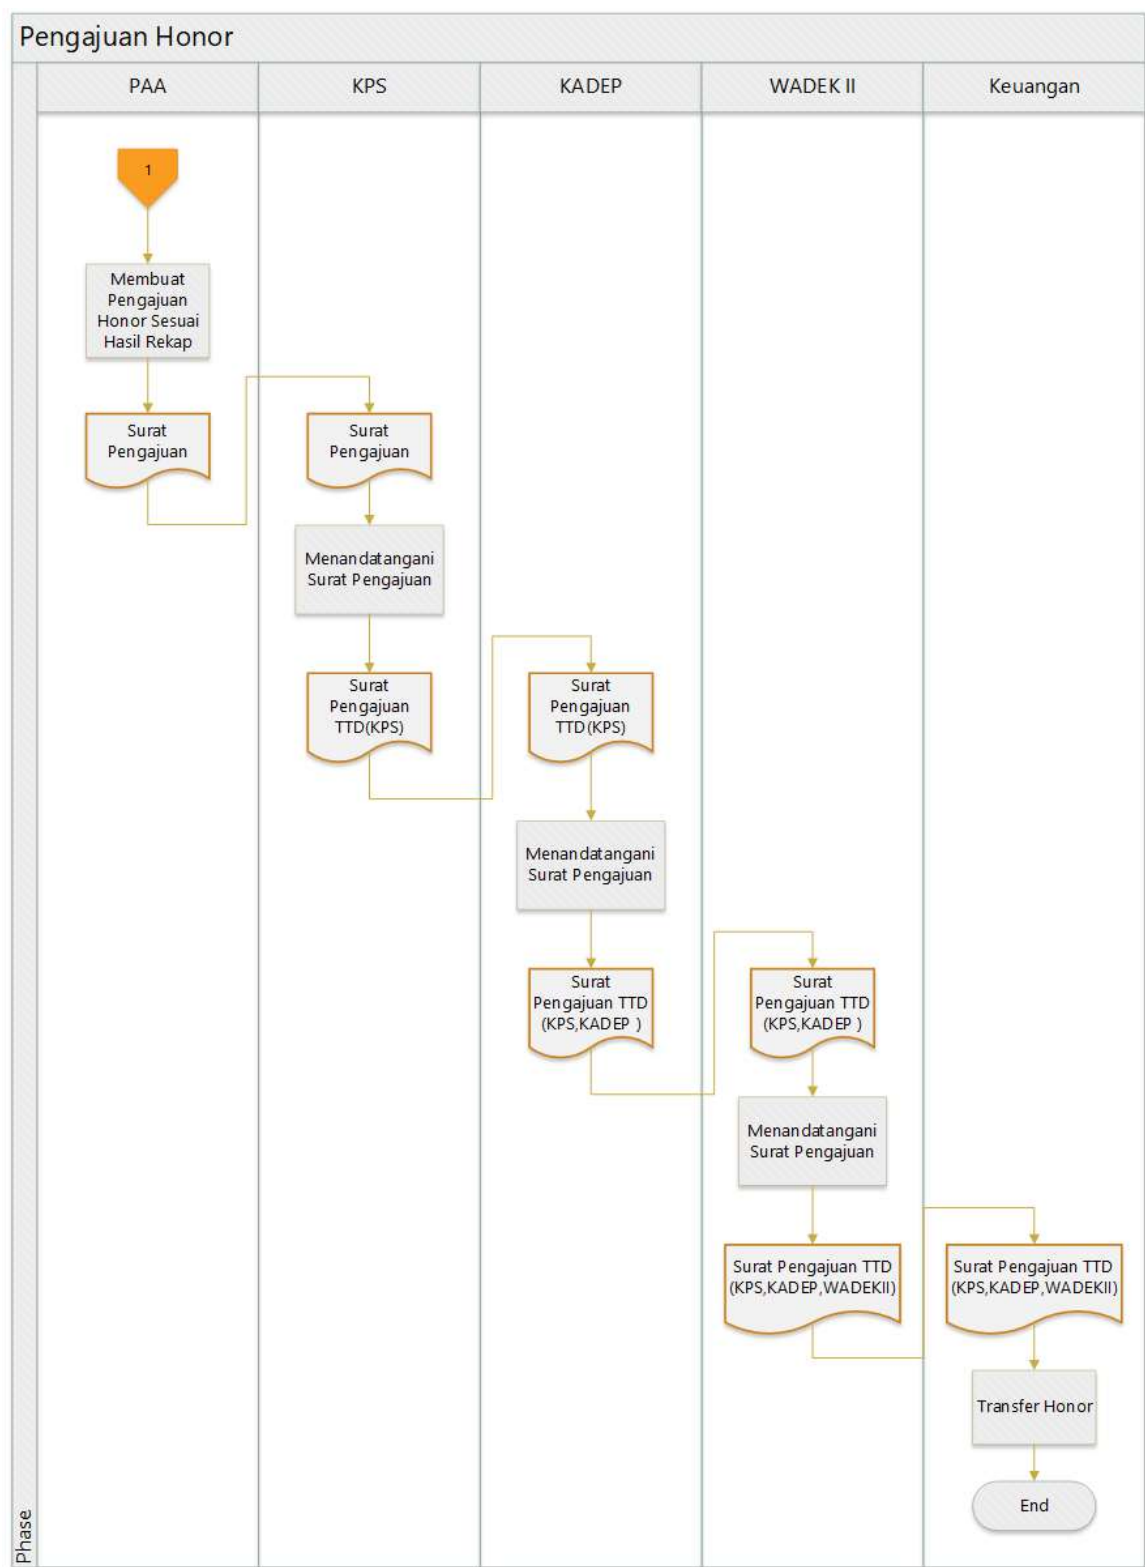 Pengajuan Honor
PAA
KPS
KADEP
WADEK II
Keuangan
1
Membuat
Pengajuan
Honor Sesuai
Hasil Rekap
Surat
Pengajuan
Surat
Pengajuan
Menandatangani
Surat Pengajuan
Surat
Pengajuan
TTD(KPS)
Surat
Pengajuan
TTD(KPS)
Menandatangani
Surat Pengajuan
Surat
Pengajuan TTD
(KPS,KADEP )
Surat
Pengajuan TTD
(KPS,KADEP )
Menandatangani
Surat Pengajuan
Surat Pengajuan TTD
(KPS,KADEP,WADEKII)
Surat Pengajuan TTD
(KPS,KADEP,WADEKII)
Transfer Honor
End
Phase